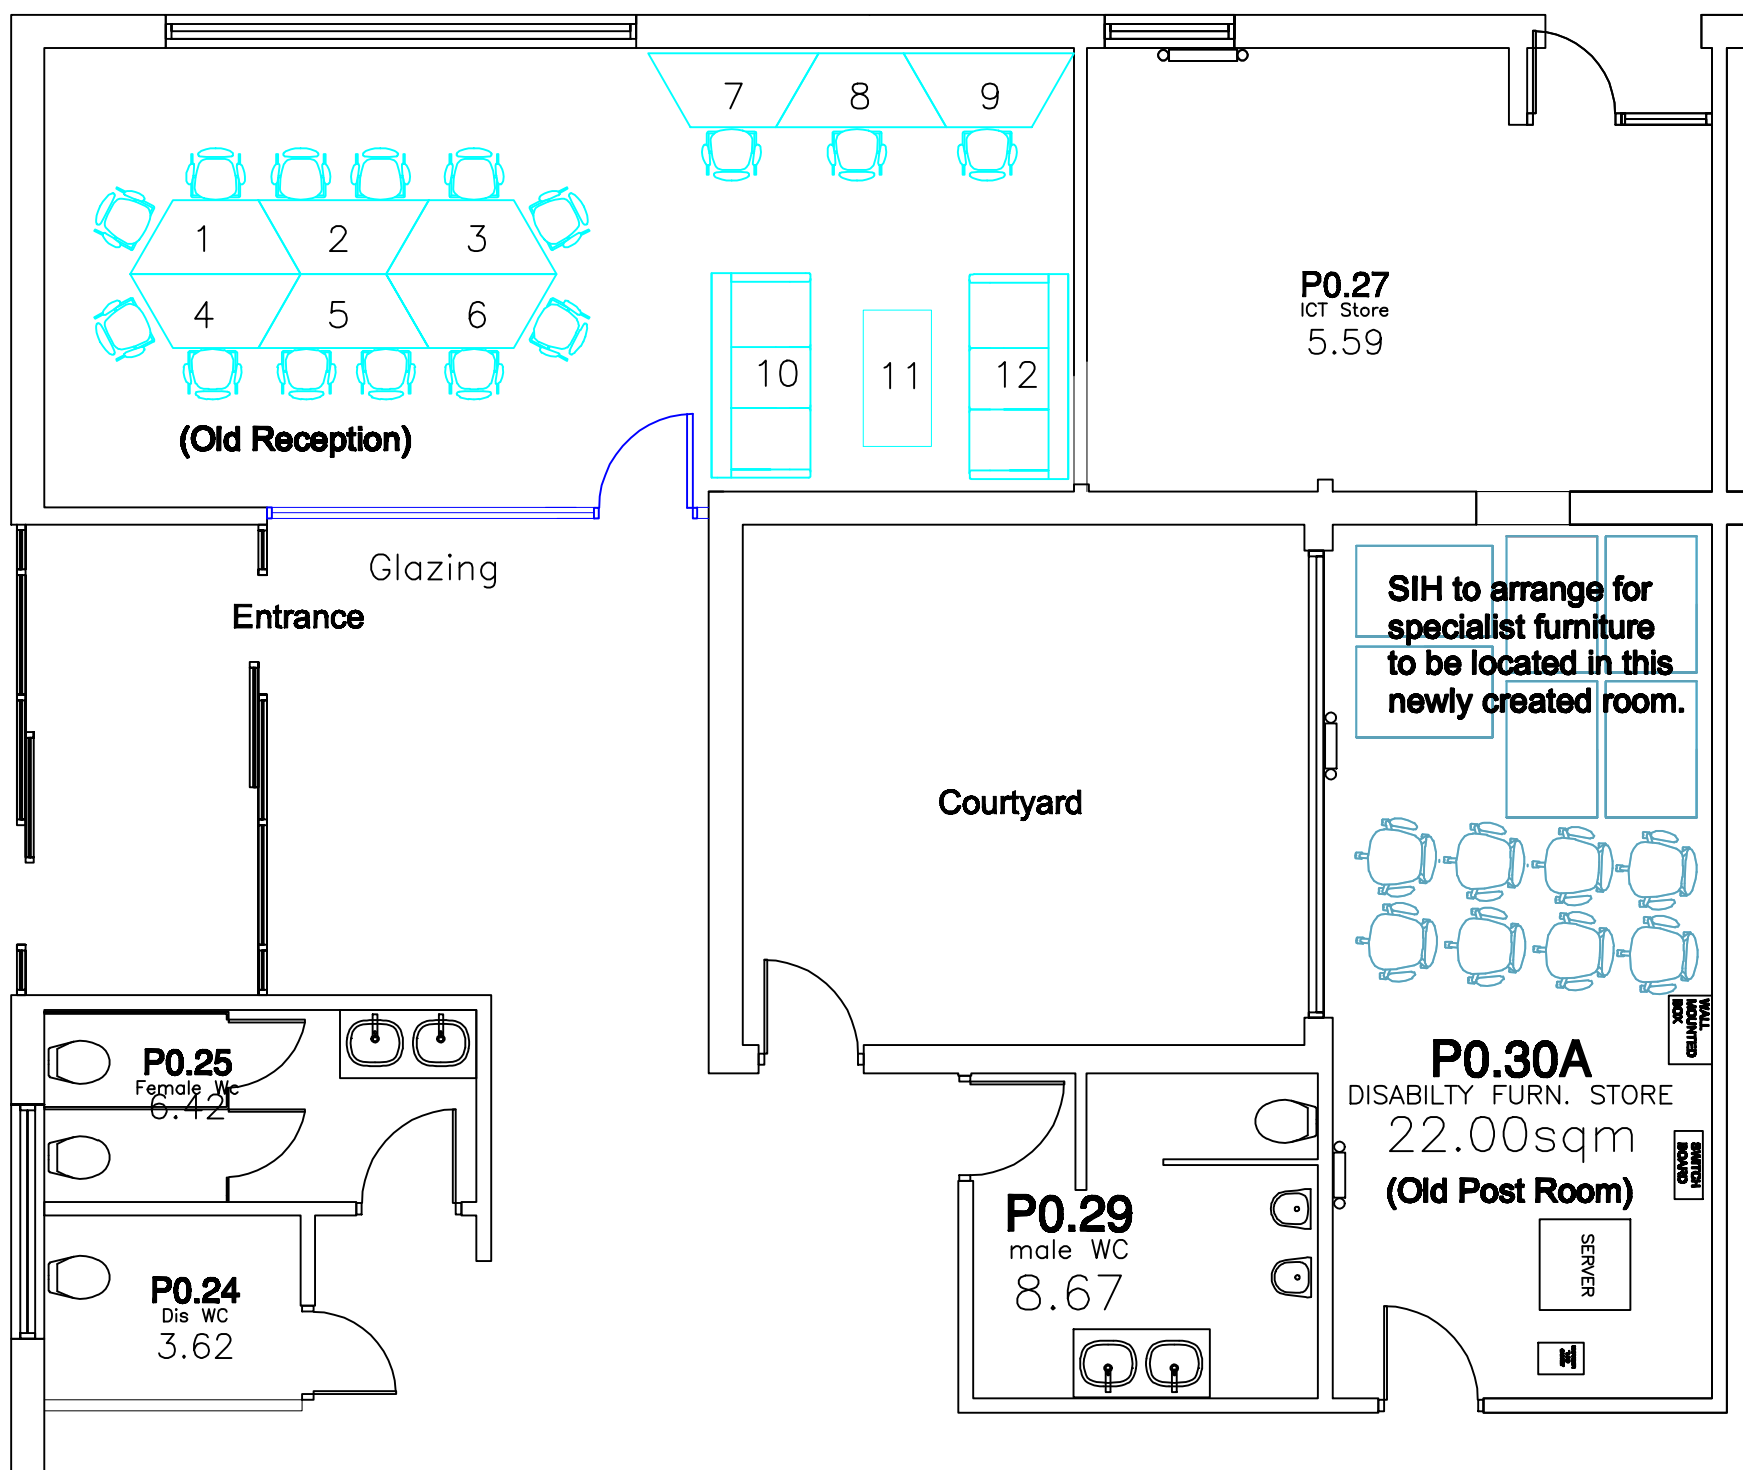 7 8 9
1 2 3
4 5 6
10 11 12
(Old Reception)
P0.27
ICT Store
5.59
Glazing
Entrance
SIH to arrange for
specialist furniture
to be located in this
newly created room.
Courtyard
WALL
MOUNTED
BOX
P0.25
Female Wc
6.42
P0.30A
DISABILTY FURN. STORE
22.00sqm
(Old Post Room)
SWITCH
BOARD
P0.29
male WC
8.67
SERVER
P0.24
Dis WC
3.62